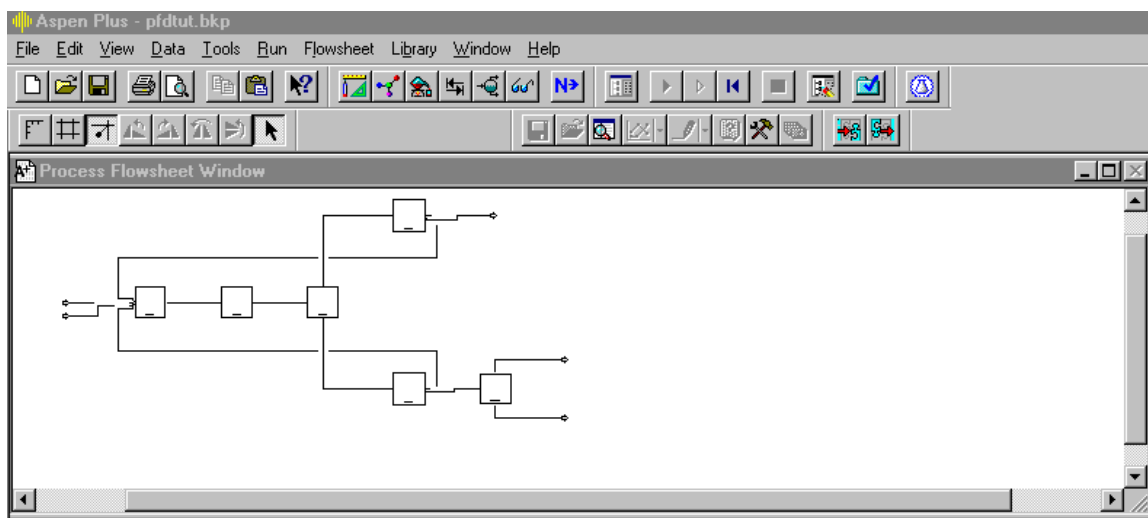 Aspen Plus - pfdtut.bkp
File Edit View Data Tools Run Flowsheet Library Window Help
N
Process Flowsheet Window